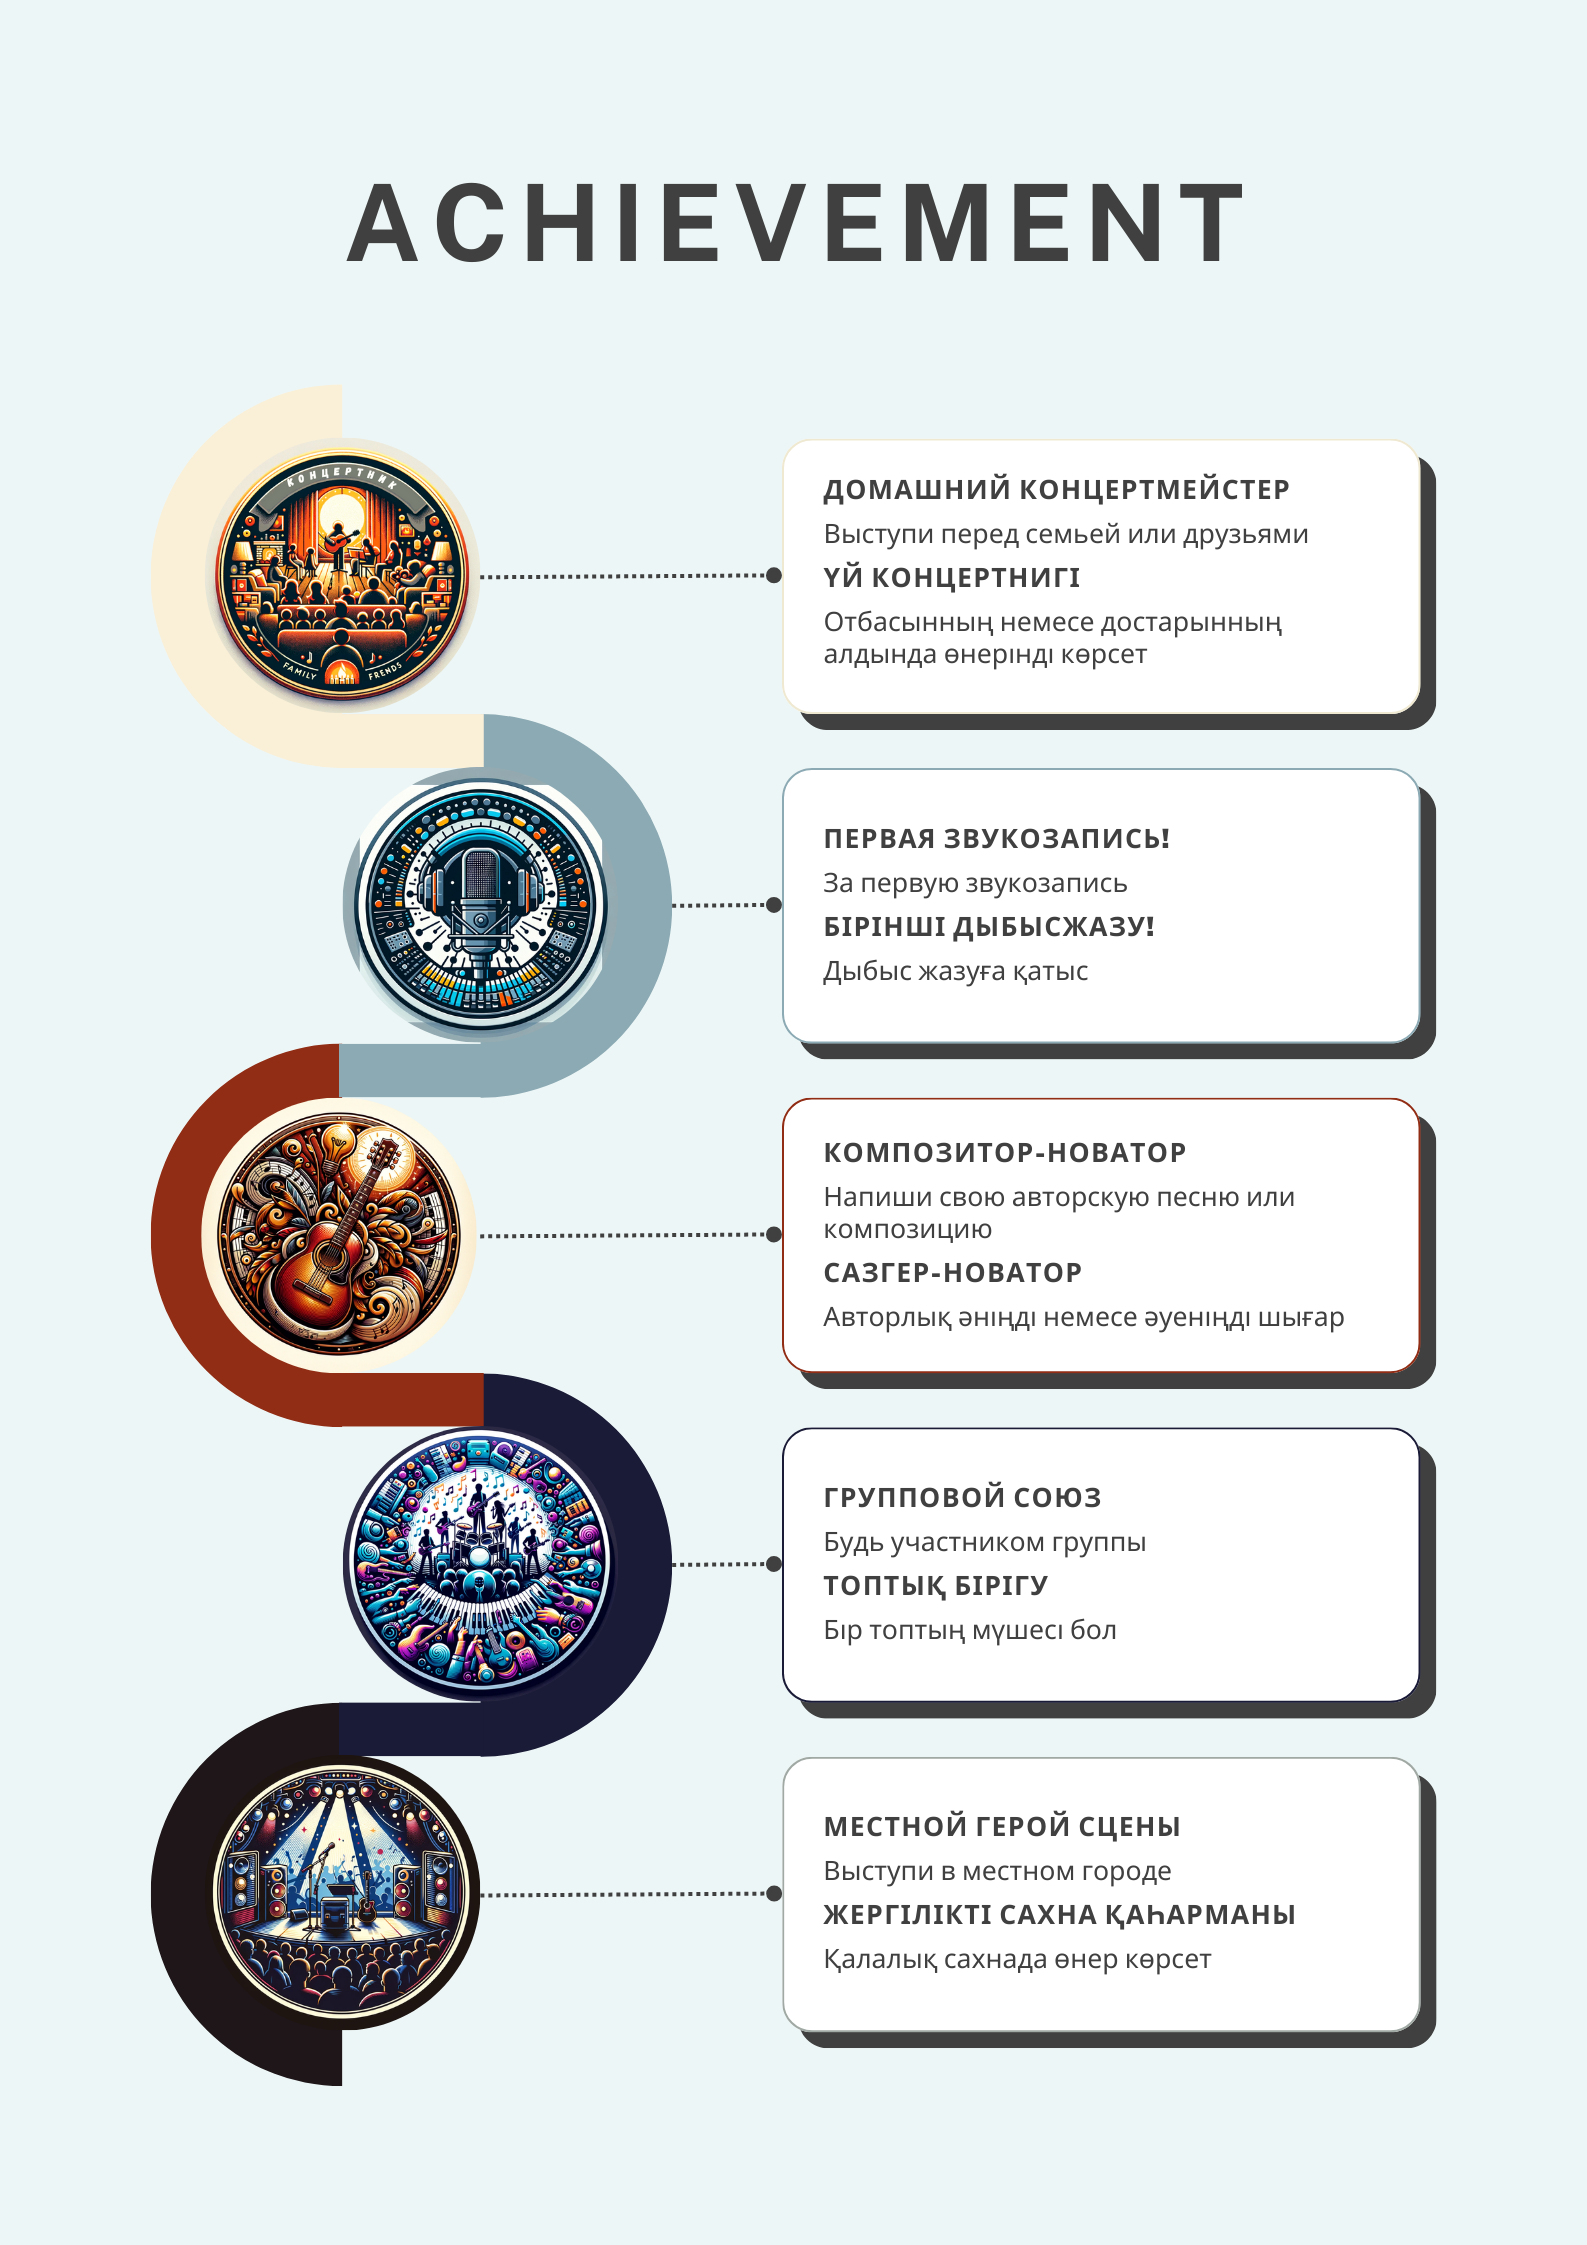 ACHIEVEMENT
КОНЦЕРТНИК
FAMILY FRENDS
ДОМАШНИЙ КОНЦЕРТМЕЙСТЕР
Выступи перед семьей или друзьями
ҮЙ КОНЦЕРТНИГІ
Отбасынның немесе достарынның
алдында өнерінді көрсет
ПЕРВАЯ ЗВУКОЗАПИСЬ!
За первую звукозапись
БІРІНШІ ДЫБЫСЖАЗУ!
Дыбыс жазуға қатыс
КОМПОЗИТОР-НОВАТОР
Напиши свою авторскую песню или
композицию
САЗГЕР-НОВАТОР
Авторлық әніңді немесе әуеніңді шығар
ГРУППОВОЙ СОЮЗ
Будь участником группы
ТОПТЫҚ БІРІГУ
Бір топтың мүшесі бол
МЕСТНОЙ ГЕРОЙ СЦЕНЫ
Выступи в местном городе
ЖЕРГІЛІКТІ САХНА ҚАҺАРМАНЫ
Қалалық сахнада өнер көрсет